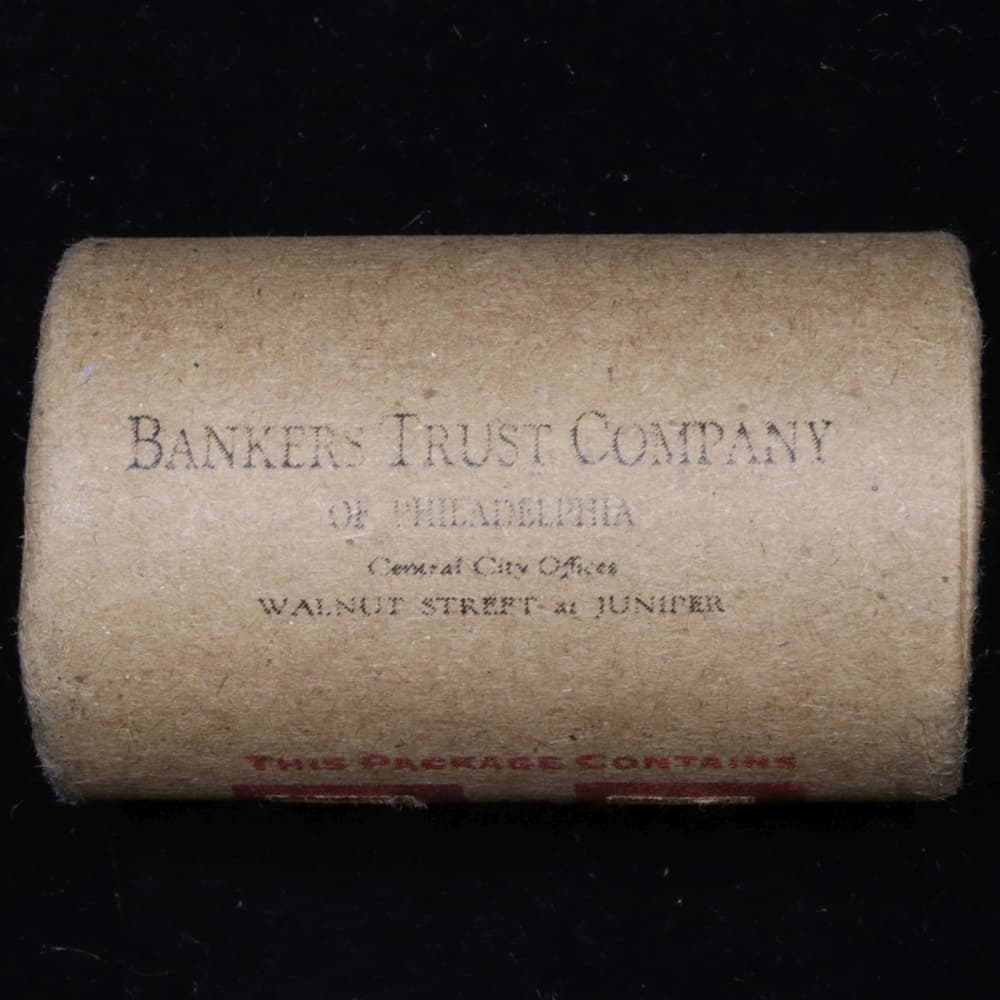 BANKERS TRUST COMPANY
OF PHILADELPHIA
Central City Offices
WALNUT STREET at JUNIPER
THIS PACKAGE CONTAINS